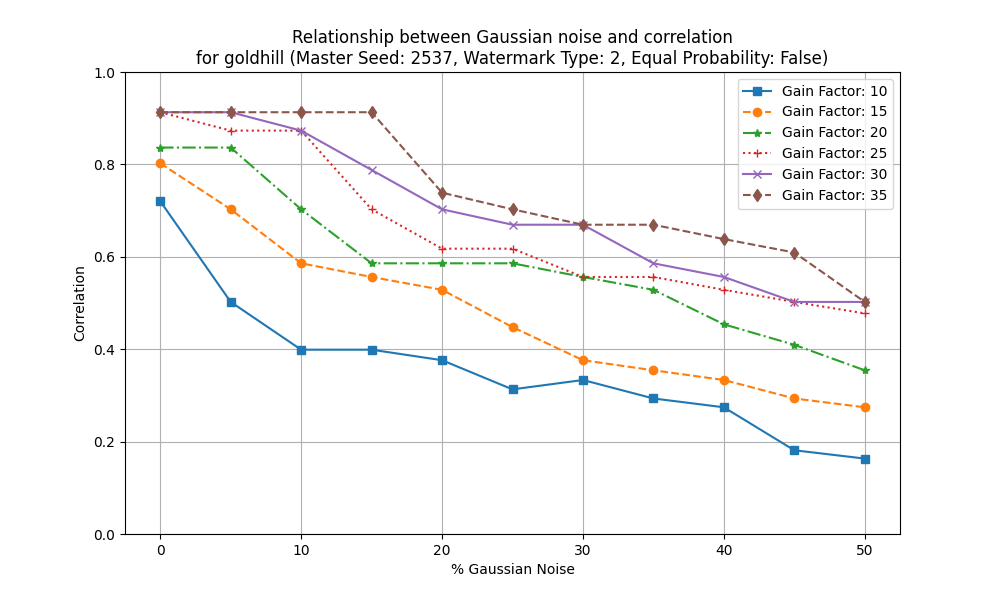 Relationship between Gaussian noise and correlation
for goldhill (Master Seed: 2537, Watermark Type: 2, Equal Probability: False)
1.0
0.8
0.6
0.4
0.2
0.0
Correlation
Gain Factor: 10
Gain Factor: 15
Gain Factor: 20
Gain Factor: 25
Gain Factor: 30
Gain Factor: 35
0 10 20 30 40 50
% Gaussian Noise